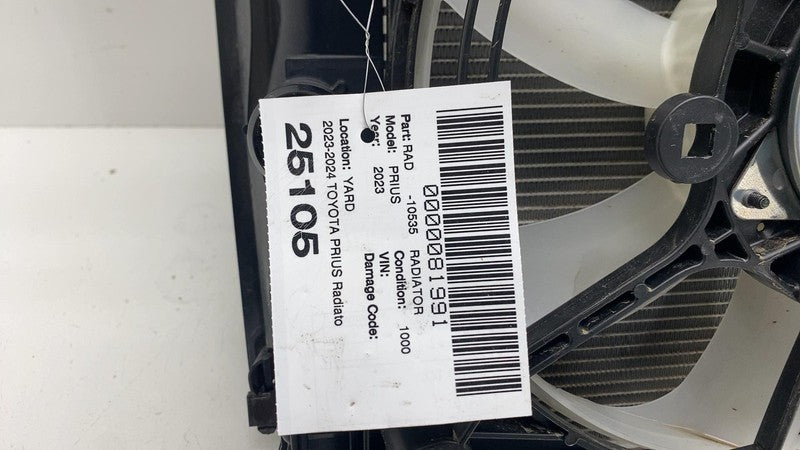 0000081991
Part: RAD -10535 RADIATOR
Model: PRIUS Condition: 1000
Year: 2023 VIN:
Damage Code:
Location: YARD
2023-2024 TOYOTA PRIUS Radiato
25105